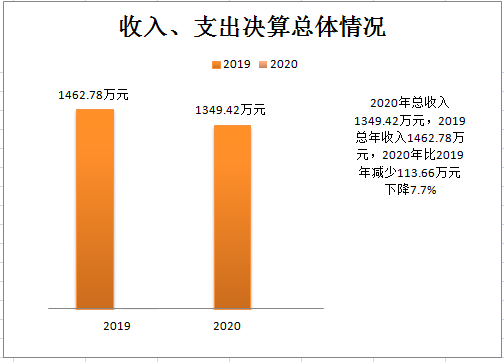 收入、支出决算总体情况
2019 2020
1462.78万元
1349.42万元
2020年总收入
1349.42万元，2019
总年收入1462.78万
元，2020年比2019
年减少113.66万元
下降7.7%
2019 2020